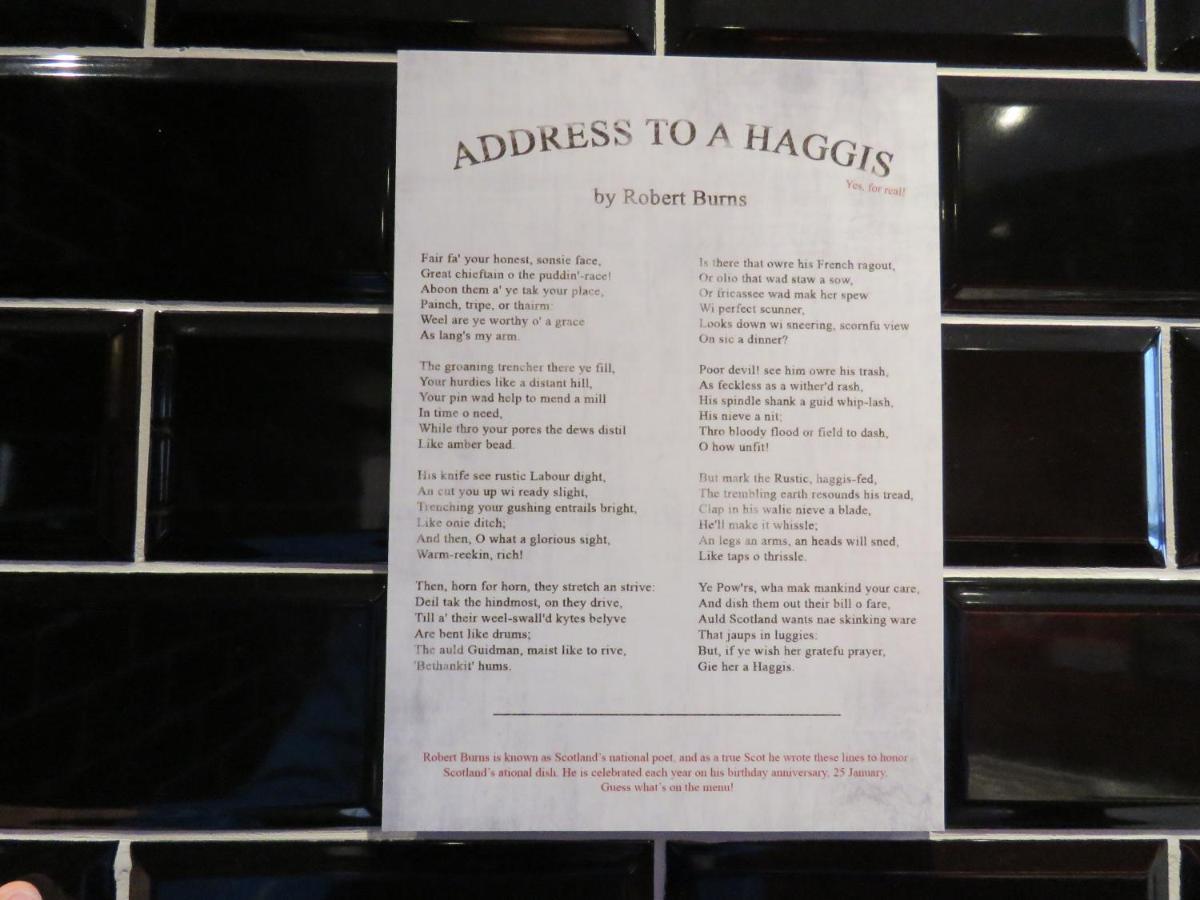 ADDRESS TO A HAGGIS
Yes, for real!
by Robert Burns
Fair fa' your honest, sonsie face,
Great chieftain o the puddin'-race!
Aboon them a' ye tak your place,
Painch, tripe, or thairm:
Weel are ye worthy o' a grace
As lang's my arm.
The groaning trencher there ye fill,
Your hurdies like a distant hill,
Your pin wad help to mend a mill
In time o need,
While thro your pores the dews distil
Like amber bead.
His knife see rustic Labour dight,
An cut you up wi ready slight,
Trenching your gushing entrails bright,
Like onie ditch;
And then, O what a glorious sight,
Warm-reekin, rich!
Then, horn for horn, they stretch an strive:
Deil tak the hindmost, on they drive,
Till a' their weel-swall'd kytes belyve
Are bent like drums;
The auld Guidman, maist like to rive,
'Bethankit' hums.
Is there that owre his French ragout,
Or olio that wad staw a sow,
Or fricassee wad mak her spew
Wi perfect scunner,
Looks down wi sneering, scornfu view
On sic a dinner?
Poor devil! see him owre his trash,
As feckless as a wither'd rash,
His spindle shank a guid whip-lash,
His nieve a nit;
Thro bloody flood or field to dash,
O how unfit!
But mark the Rustic, haggis-fed,
The trembling earth resounds his tread,
Clap in his walie nieve a blade,
He'll make it whissle;
An legs an arms, an heads will sned,
Like taps o thrissle.
Ye Pow'rs, wha mak mankind your care,
And dish them out their bill o fare,
Auld Scotland wants nae skinking ware
That jaups in luggies:
But, if ye wish her gratefu prayer,
Gie her a Haggis.
Robert Burns is known as Scotland's national poet, and as a true Scot he wrote these lines to honor
Scotland's ational dish. He is celebrated each year on his birthday anniversary, 25 January.
Guess what's on the menu!